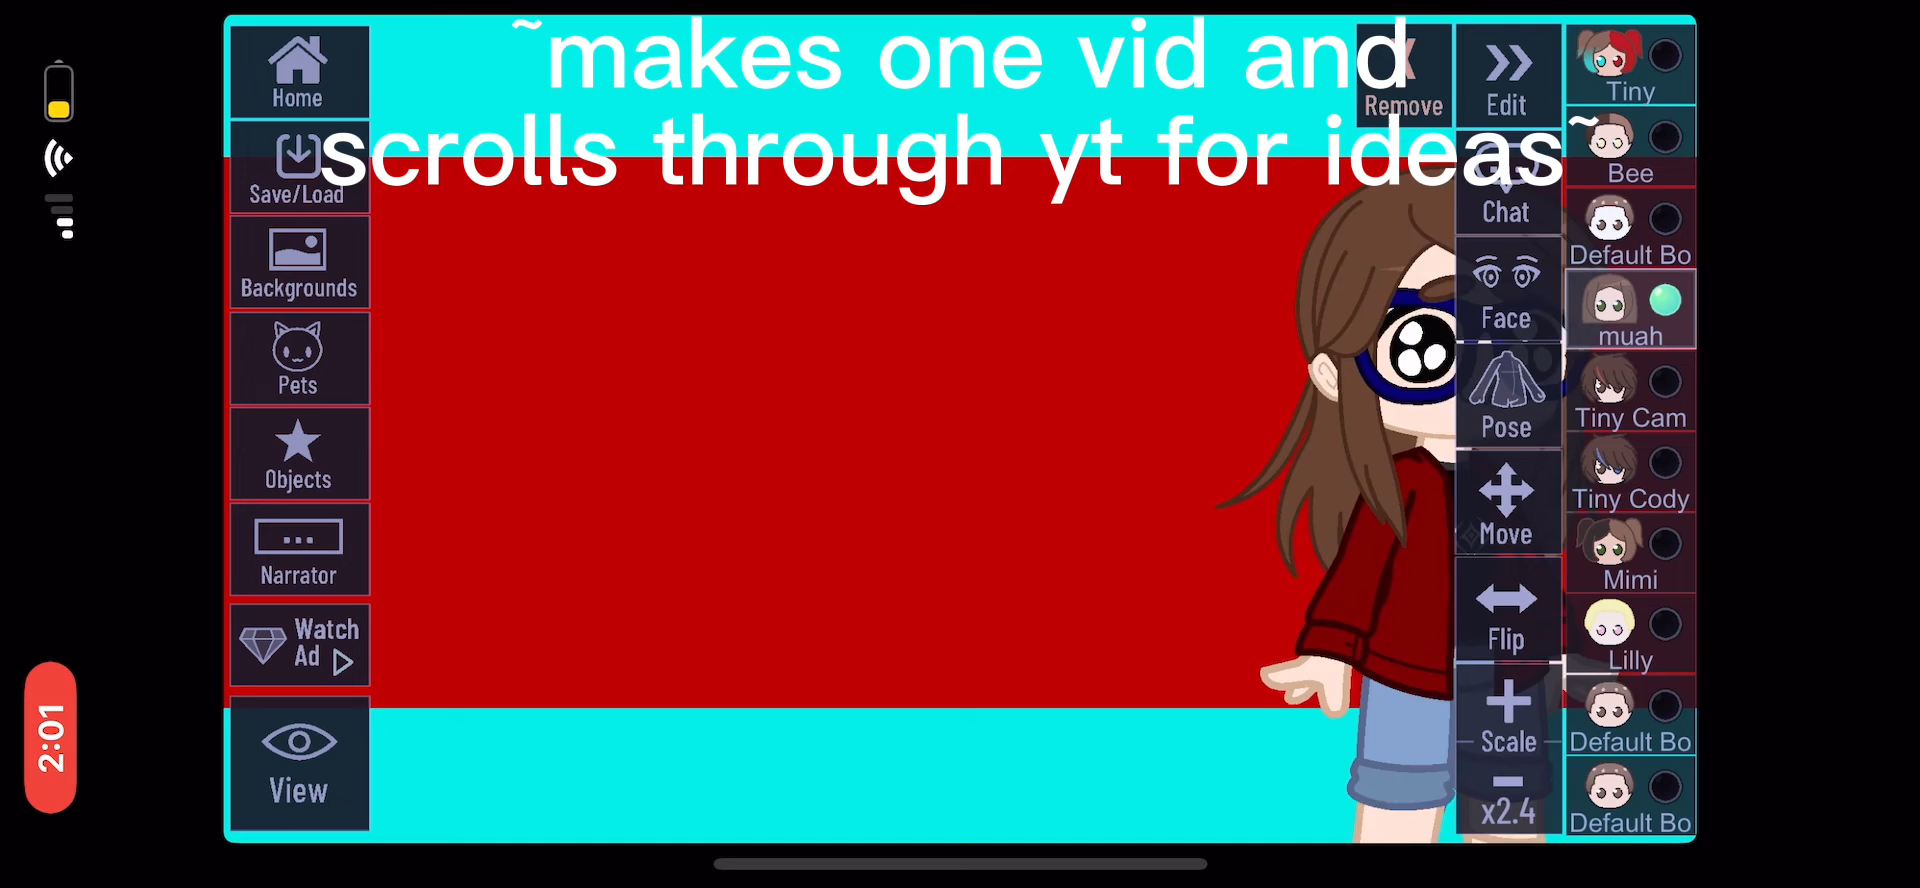 ~makes one vid and
scrolls through yt for ideas~
Home
Save/Load
Backgrounds
Pets
Objects
...
Narrator
Watch
Ad
View
Remove
Edit
Chat
Face
Pose
Move
Flip
Scale
x2.4
Tiny
Bee
Default Bo
muah
Tiny Cam
Tiny Cody
Mimi
Lilly
Default Bo
Default Bo
2:01